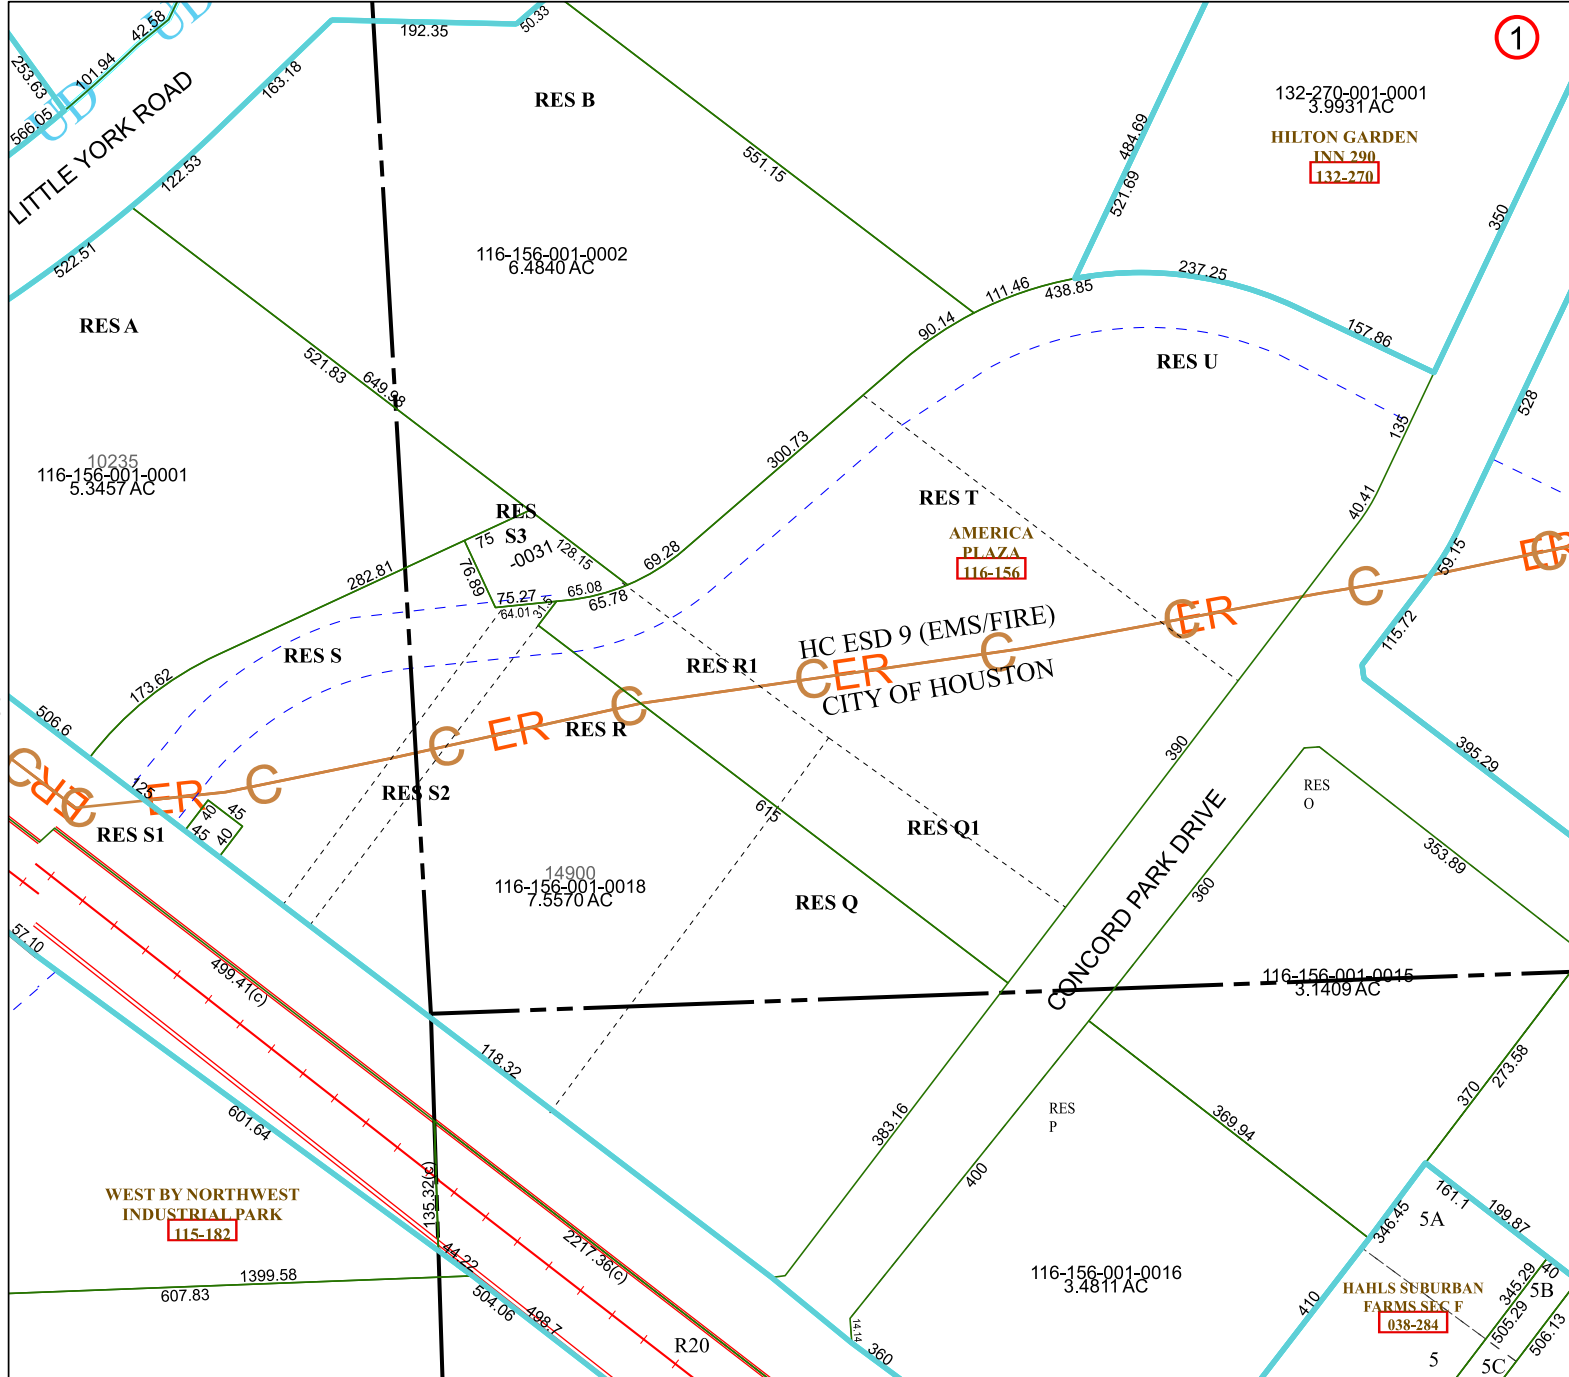 42.58
UD
192.35
50.33
1
253.63
101.94
163.18
RES B
132-270-001-0001
3.9931 AC
UD
566.05
LITTLE YORK ROAD
122.53
551.15
484.69
HILTON GARDEN
INN 290
132-270
521.69
350
522.51
116-156-001-0002
6.4840 AC
237.25
111.46
438.85
RES A
90.14
157.86
521.83
649.98
RES U
528
135
10235
116-156-001-0001
5.3457 AC
300.73
RES T
40.41
RES
S3
-0031
75
128.15
AMERICA
PLAZA
116-156
282.81
76.89
69.28
59.15
ER
C
75.27
65.08
64.01
31.5
65.78
HC ESD 9 (EMS/FIRE)
C
C
ER
115.72
RES S
RES R1
C
ER
C
CITY OF HOUSTON
173.62
506.6
C
ER
C
RES R
390
395.29
C
ER
C
125
ER
C
RES S2
40
45
45
40
RES S1
615
RES Q1
RES
O
CONCORD PARK DRIVE
353.89
360
14900
116-156-001-0018
7.5570 AC
RES Q
57.10
499.41(c)
116-156-001-0015
3.1409 AC
118.32
273.58
370
383.16
RES
P
369.94
601.64
400
135.32(c)
161.1
199.87
346.45
5A
WEST BY NORTHWEST
INDUSTRIAL PARK
115-182
44.22
2217.36(c)
1399.58
607.83
504.06
498.7
116-156-001-0016
3.4811 AC
HAHLS SUBURBAN
FARMS SEC F
038-284
345.29
40
5B
410
505.29
506.13
14.14
R20
360
5
5C